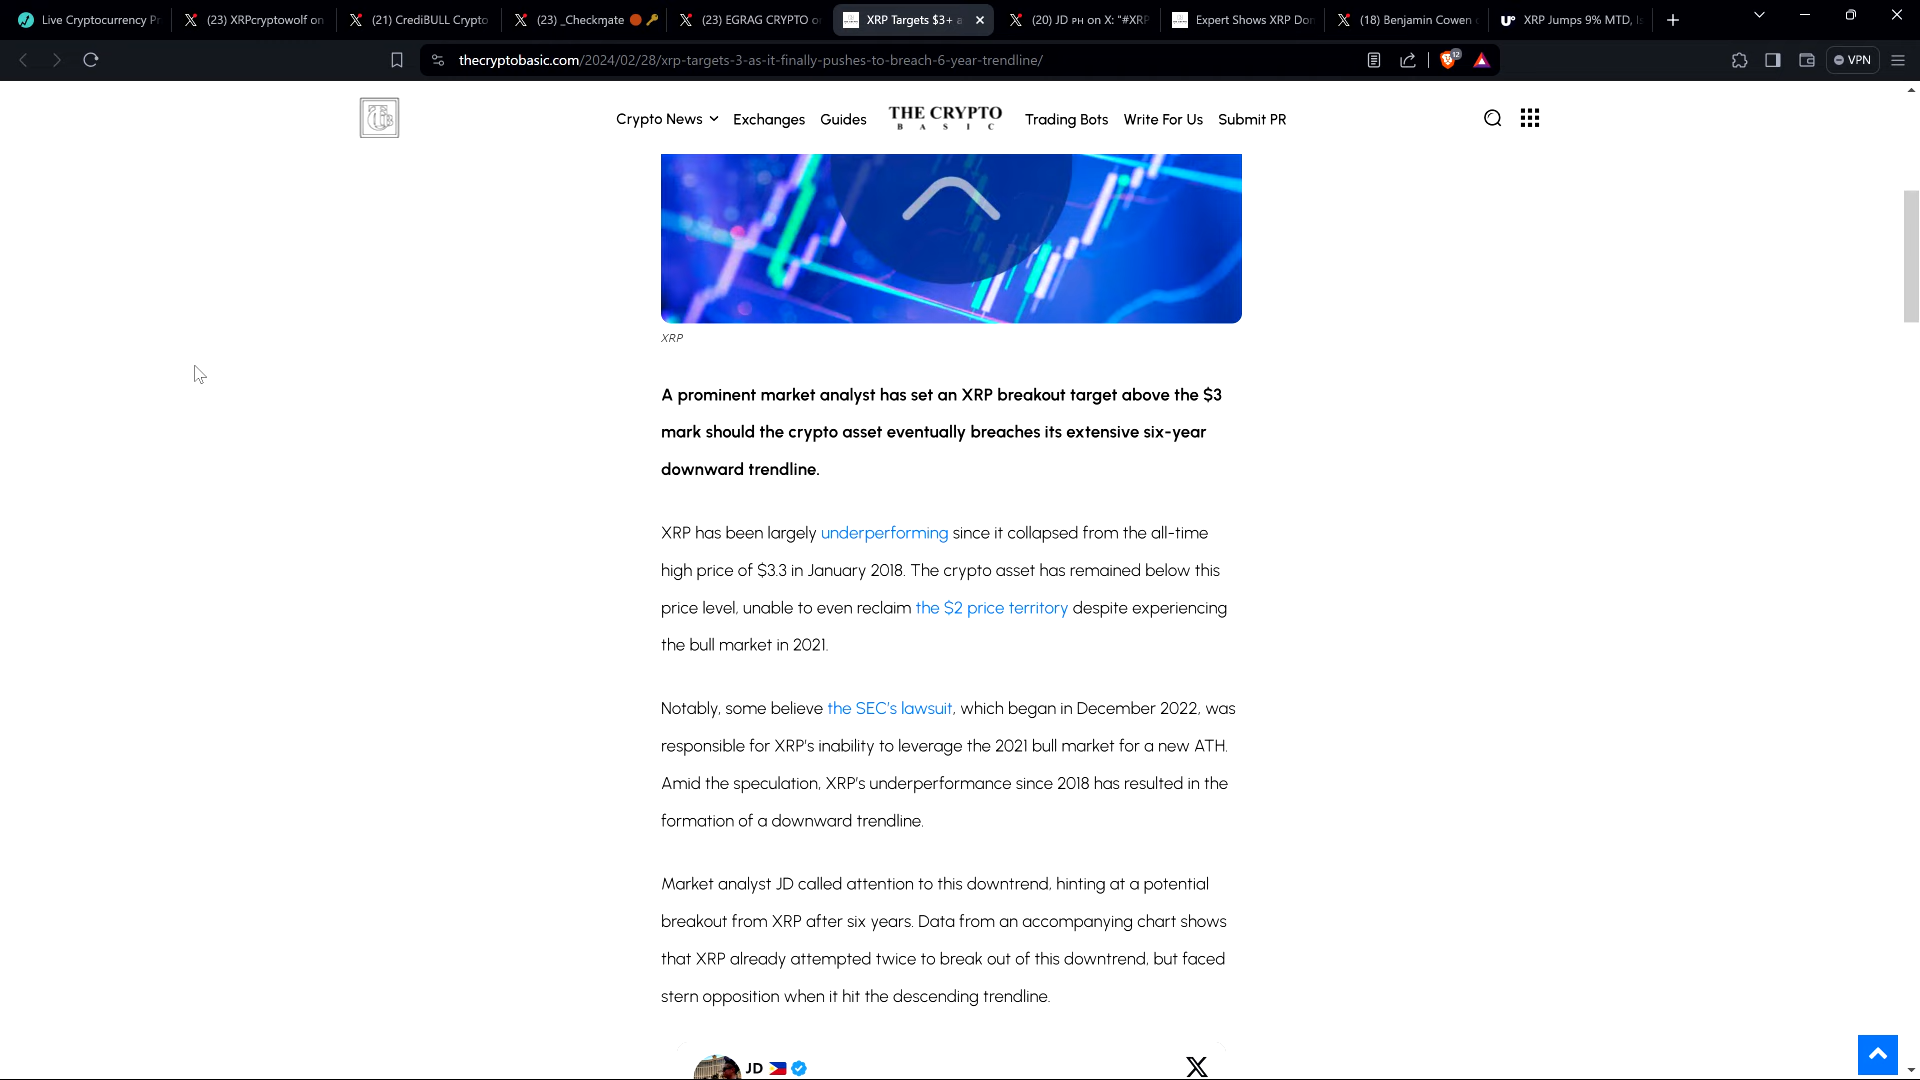 Live Cryptocurrency Pr
(23) XRPcryptowolf on
(21) CrediBULL Crypto
(23) _Checkmate 🟠🔑
(23) EGRAG CRYPTO o
XRP Targets $3+ a
(20) JD ᴘʜ on X: "#XRP
Expert Shows XRP Don
(18) Benjamin Cowen
XRP Jumps 9% MTD,
thecryptobasic.com/2024/02/28/xrp-targets-3-as-it-finally-pushes-to-breach-6-year-trendline/
12
VPN
Crypto News
Exchanges
Guides
THE CRYPTO
BASIC
Trading Bots
Write For Us
Submit PR
XRP
A prominent market analyst has set an XRP breakout target above the $3
mark should the crypto asset eventually breaches its extensive six-year
downward trendline.
XRP has been largely underperforming since it collapsed from the all-time
high price of $3.3 in January 2018. The crypto asset has remained below this
price level, unable to even reclaim the $2 price territory despite experiencing
the bull market in 2021.
Notably, some believe the SEC's lawsuit, which began in December 2022, was
responsible for XRP's inability to leverage the 2021 bull market for a new ATH.
Amid the speculation, XRP's underperformance since 2018 has resulted in the
formation of a downward trendline.
Market analyst JD called attention to this downtrend, hinting at a potential
breakout from XRP after six years. Data from an accompanying chart shows
that XRP already attempted twice to break out of this downtrend, but faced
stern opposition when it hit the descending trendline.
JD 🇵🇭